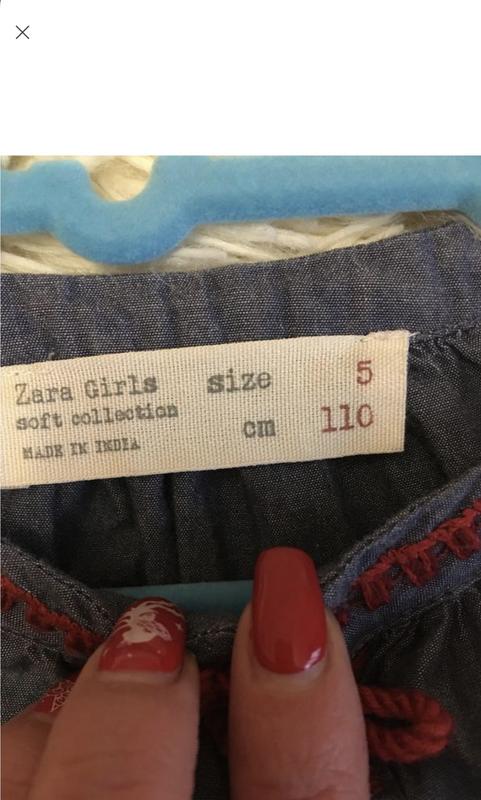 Zara Girls size 5
soft collection
cm 110
MADE IN INDIA